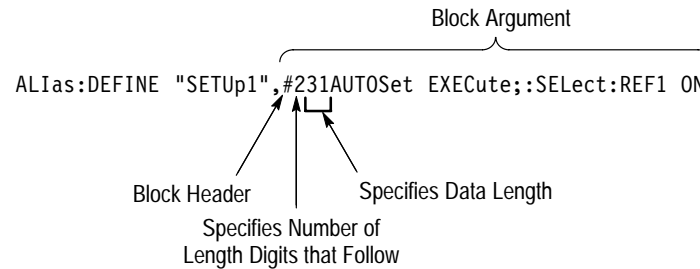 Block Argument
ALIas:DEFINE "SETUp1",#231AUTOSet EXECute;::SELect:REF1 ON
Block Header
Specifies Data Length
Specifies Number of
Length Digits that Follow